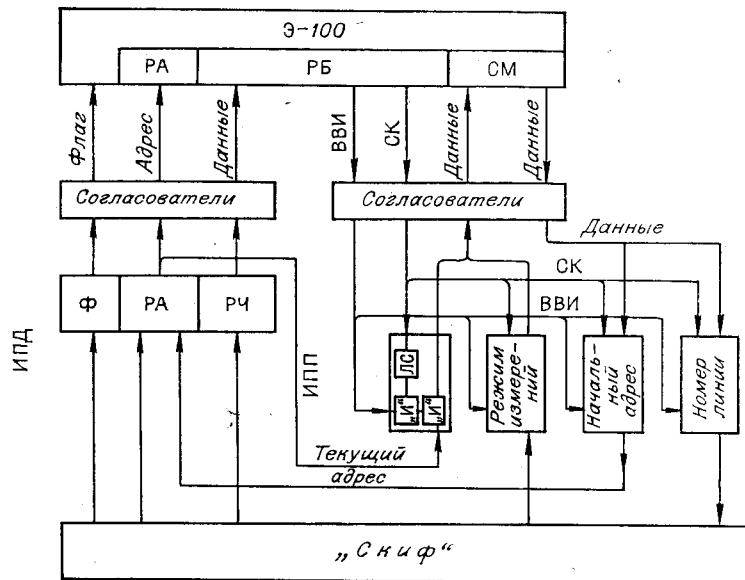 Э-100
РА
РБ
СМ
Флаг
Адрес
Данные
ВВИ
СК
Данные
Данные
Согласователи
Согласователи
Данные
СК
ВВИ
Ф
РА
РЧ
ИПД
ИПП
ЛС
„И“
„И“
Режим
измере-
ний
Началь-
ный
адрес
Номер
линии
Текущий
адрес
„Скиф“